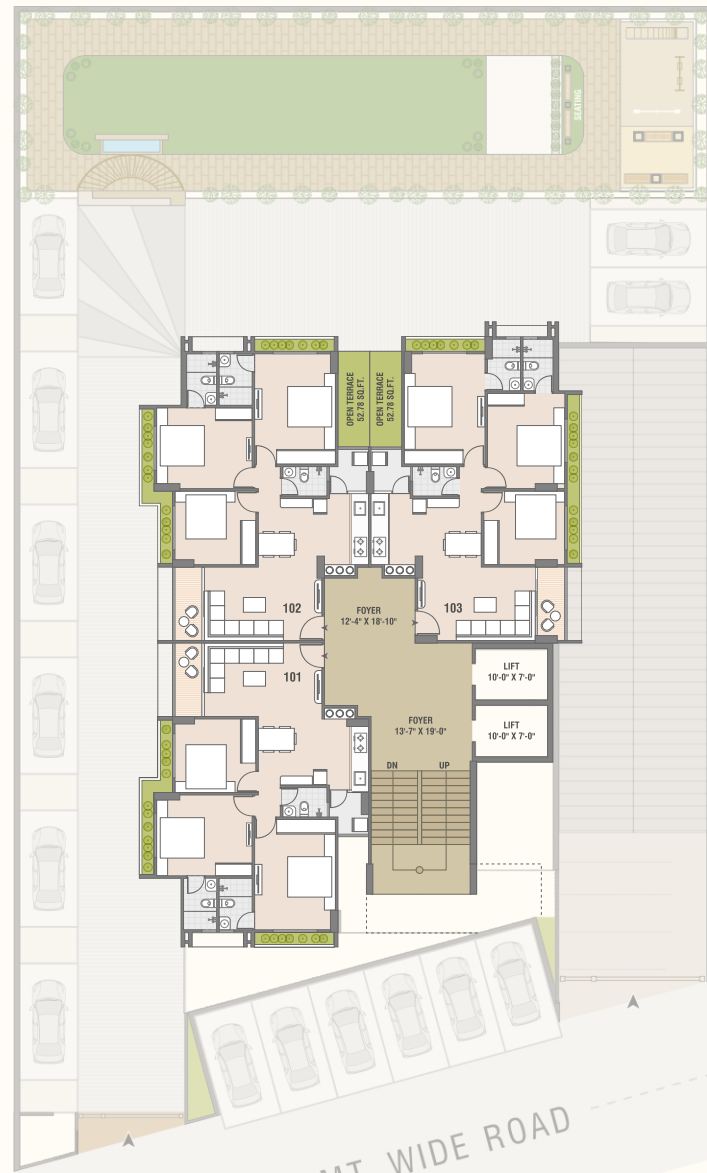 SEATING
OPEN TERRACE
52.78 SQ.FT.
OPEN TERRACE
52.78 SQ.FT.
102
FOYER
12'-4" X 18'-10"
103
101
LIFT
10'-0" X 7'-0"
FOYER
13'-7" X 19'-0"
LIFT
10'-0" X 7'-0"
DN
UP
MT. WIDE ROAD